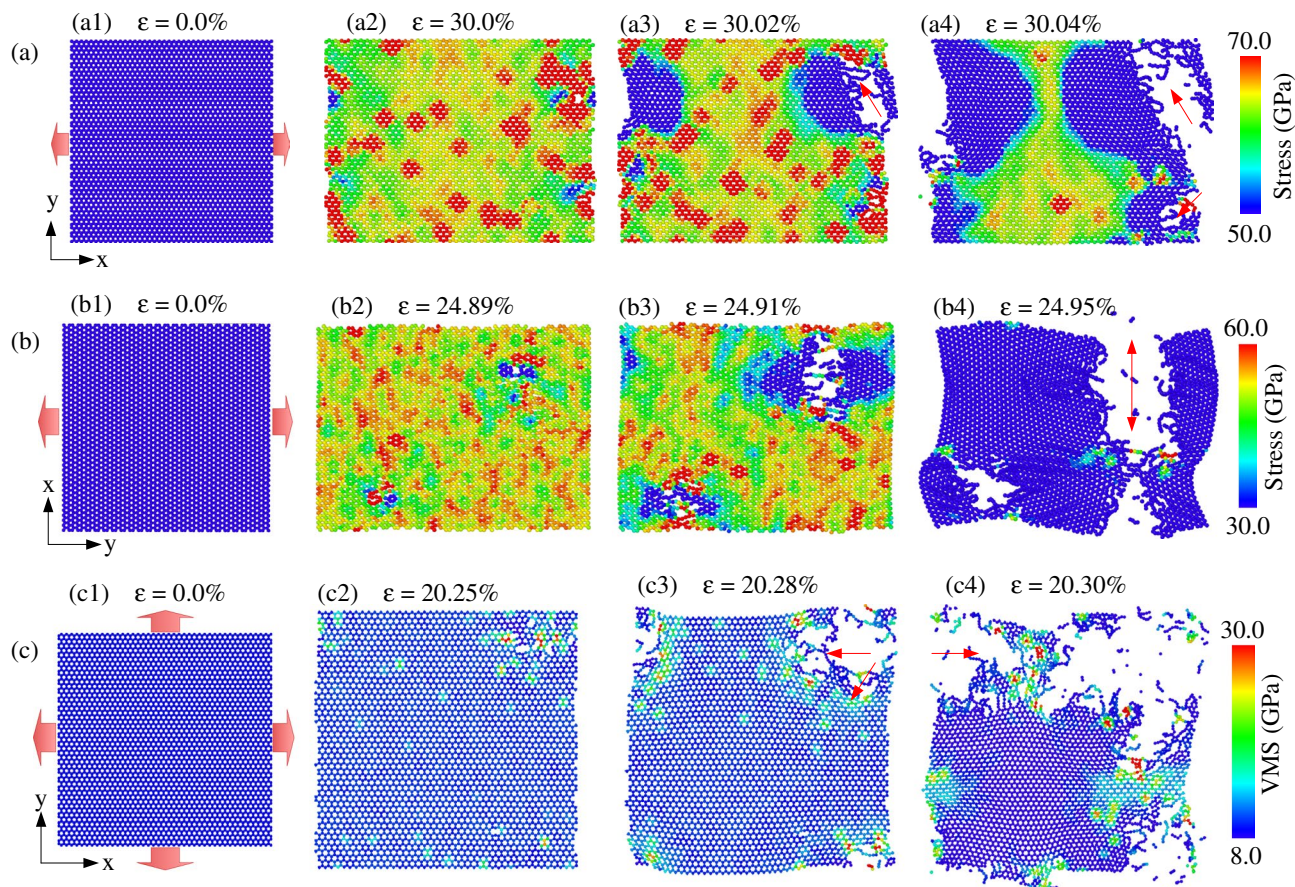 (a1) ε = 0.0%
(a2) ε = 30.0%
(a3) ε = 30.02%
(a4) ε = 30.04%
(a)
70.0
Stress (GPa)
50.0
y
x
(b1) ε = 0.0%
(b2) ε = 24.89%
(b3) ε = 24.91%
(b4) ε = 24.95%
(b)
60.0
Stress (GPa)
30.0
x
y
(c1) ε = 0.0%
(c2) ε = 20.25%
(c3) ε = 20.28%
(c4) ε = 20.30%
(c)
30.0
VMS (GPa)
8.0
y
x